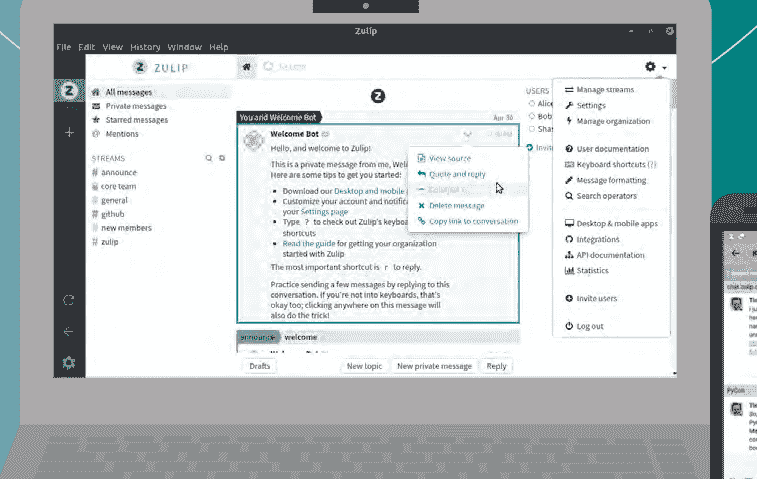 Zulip
File Edit View History Window Help
Z ZULIP
Z
Z
All messages
Private messages
Starred messages
Mentions
STREAMS
# announce
# core team
# general
# github
# new members
# zulip
You and Welcome Bot Apr 30
Welcome Bot
Hello, and welcome to Zulip!
This is a private message from me,
Here are some tips to get you started:
• Download our Desktop and mobile
• Customize your account and
your Settings page
• Type ? to check out Zulip's
shortcuts
• Read the guide for getting your organization
started with Zulip
The most important shortcut is r to reply.
Practice sending a few messages by replying to this
conversation. If you're not into keyboards, that's
okay too; clicking anywhere on this message will
also do the trick!
View source
Quote and reply
Delete message
Copy link to conversation
announce welcome
Welcome Bot
Drafts New topic New private message Reply
USERS
Alice
Bob
Manage streams
Settings
Manage organization
User documentation
Keyboard shortcuts (?)
Message formatting
Search operators
Desktop & mobile apps
Integrations
API documentation
Statistics
Invite users
Log out